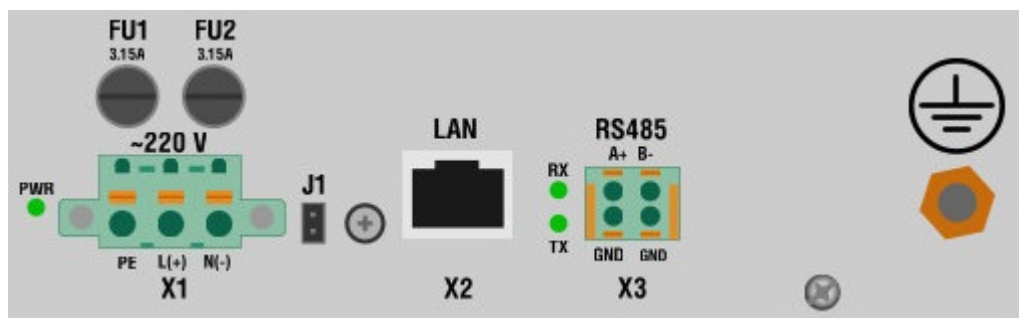 FU1 FU2
3.15A 3.15A
~220 V
PWR
PE L(+) N(-)
X1
J1
LAN
X2
RS485
A+ B-
RX
TX
GND GND
X3